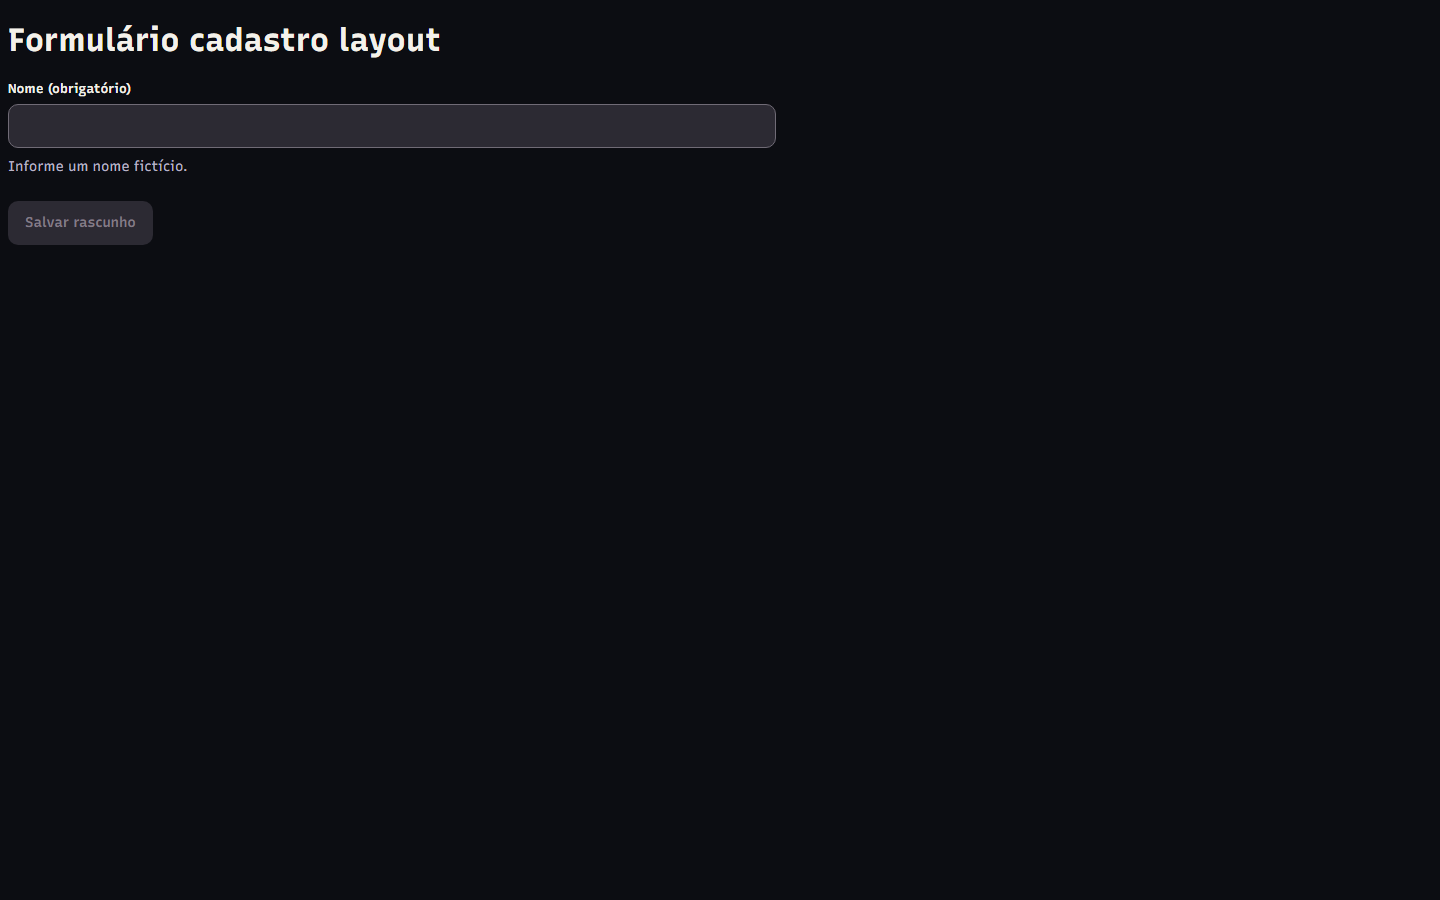 Formulário cadastro layout
Nome (obrigatório)
Informe um nome fictício.
Salvar rascunho